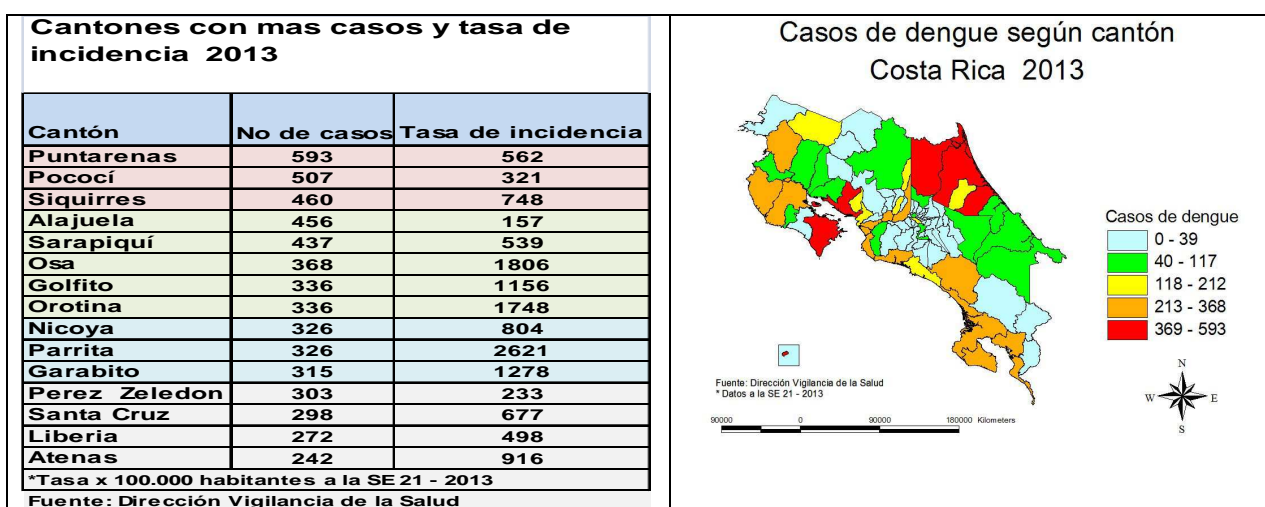 Cantones con mas casos y tasa de
incidencia 2013
Cantón No de casos Tasa de incidencia
Puntarenas 593 562
Pococí 507 321
Siquirres 460 748
Alajuela 456 157
Sarapiquí 437 539
Osa 368 1806
Golfito 336 1156
Orotina 336 1748
Nicoya 326 804
Parrita 326 2621
Garabito 315 1278
Perez Zeledon 303 233
Santa Cruz 298 677
Liberia 272 498
Atenas 242 916
*Tasa x 100.000 habitantes a la SE 21 - 2013
Fuente: Dirección Vigilancia de la Salud
Casos de dengue según cantón
Costa Rica 2013
Casos de dengue
0 - 39
40 - 117
118 - 212
213 - 368
369 - 593
Fuente: Dirección Vigilancia de la Salud
* Datos a la SE 21 - 2013
90000 0 90000 180000 Kilometers
N
W E
S